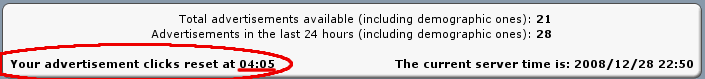 Total advertisements available (including demographic ones): 21
Advertisements in the last 24 hours (including demographic ones): 28
Your advertisement clicks reset at 04:05 The current server time is: 2008/12/28 22:50